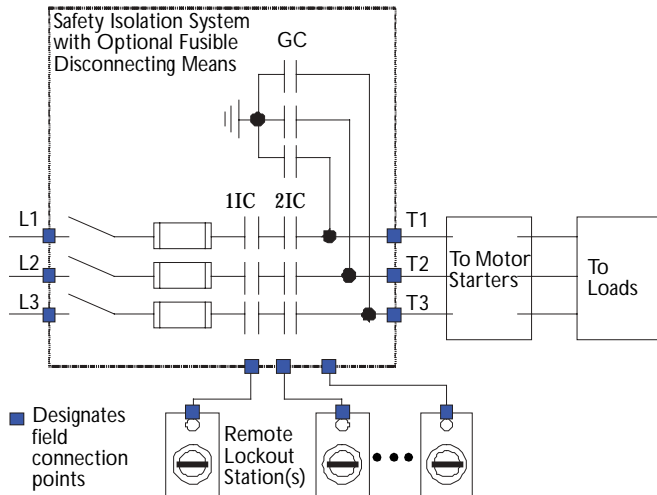 Safety Isolation System
with Optional Fusible
Disconnecting Means
GC
1IC 2IC
L1
L2
L3
T1
T2
T3
To Motor
Starters
To
Loads
Designates
field
connection
points
Remote
Lockout
Station(s)